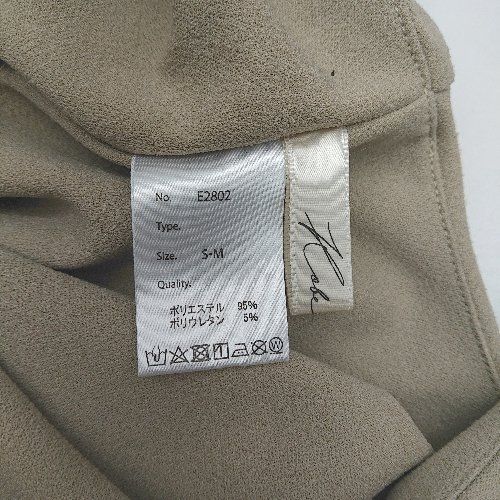 No. E2802
Type.
Size. S-M
Quality.
ポリエステル 95%
ポリウレタン 5%
Kobe